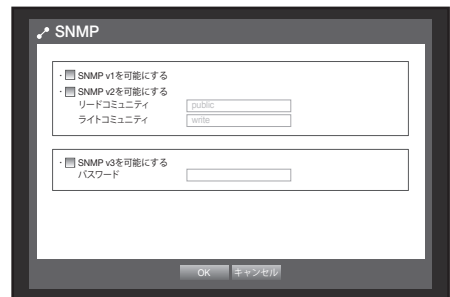 SNMP
· SNMP v1を可能にする
· SNMP v2を可能にする
リードコミュニティ public
ライトコミュニティ write
· SNMP v3を可能にする
パスワード
OK キャンセル